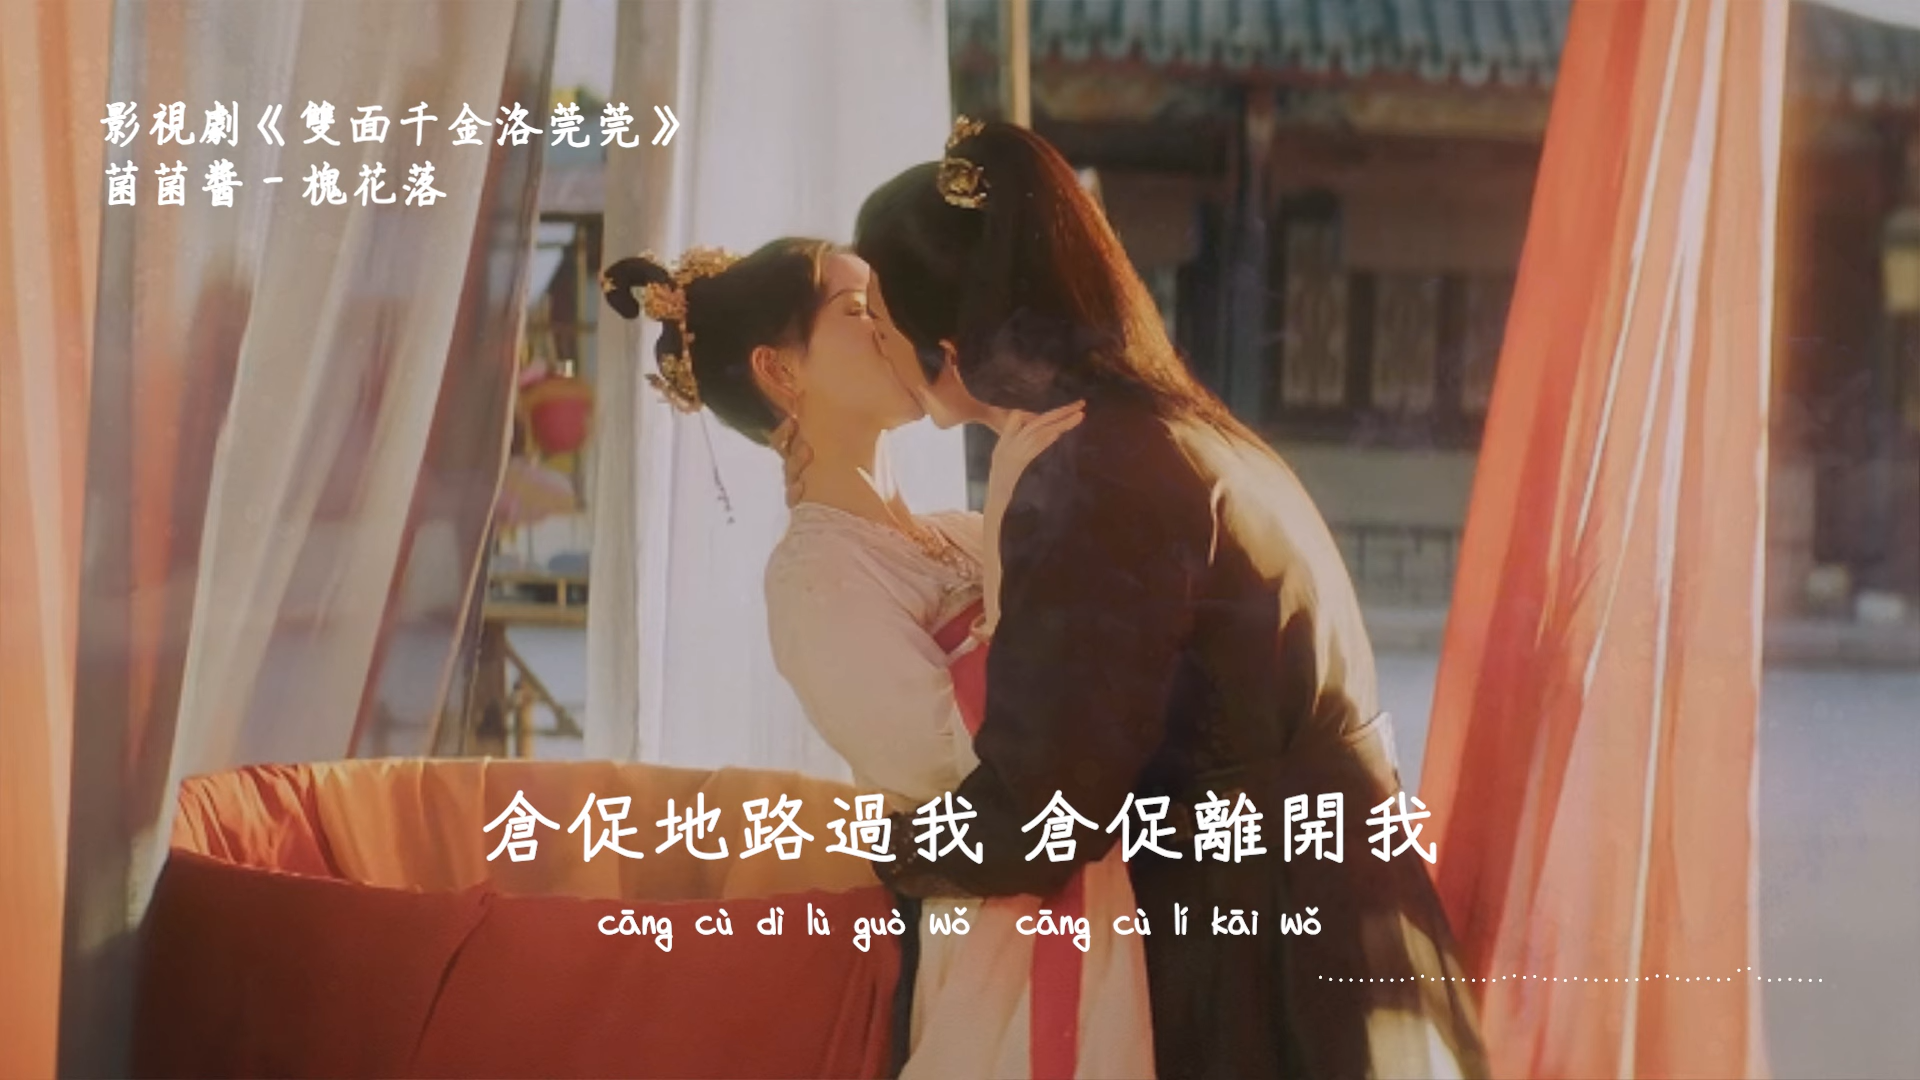 影視劇《雙面千金洛莞莞》
菌菌醬-槐花落
倉促地路過我 倉促離開我
cāng cù dì lù guò wǒ cāng cù lí kāi wǒ